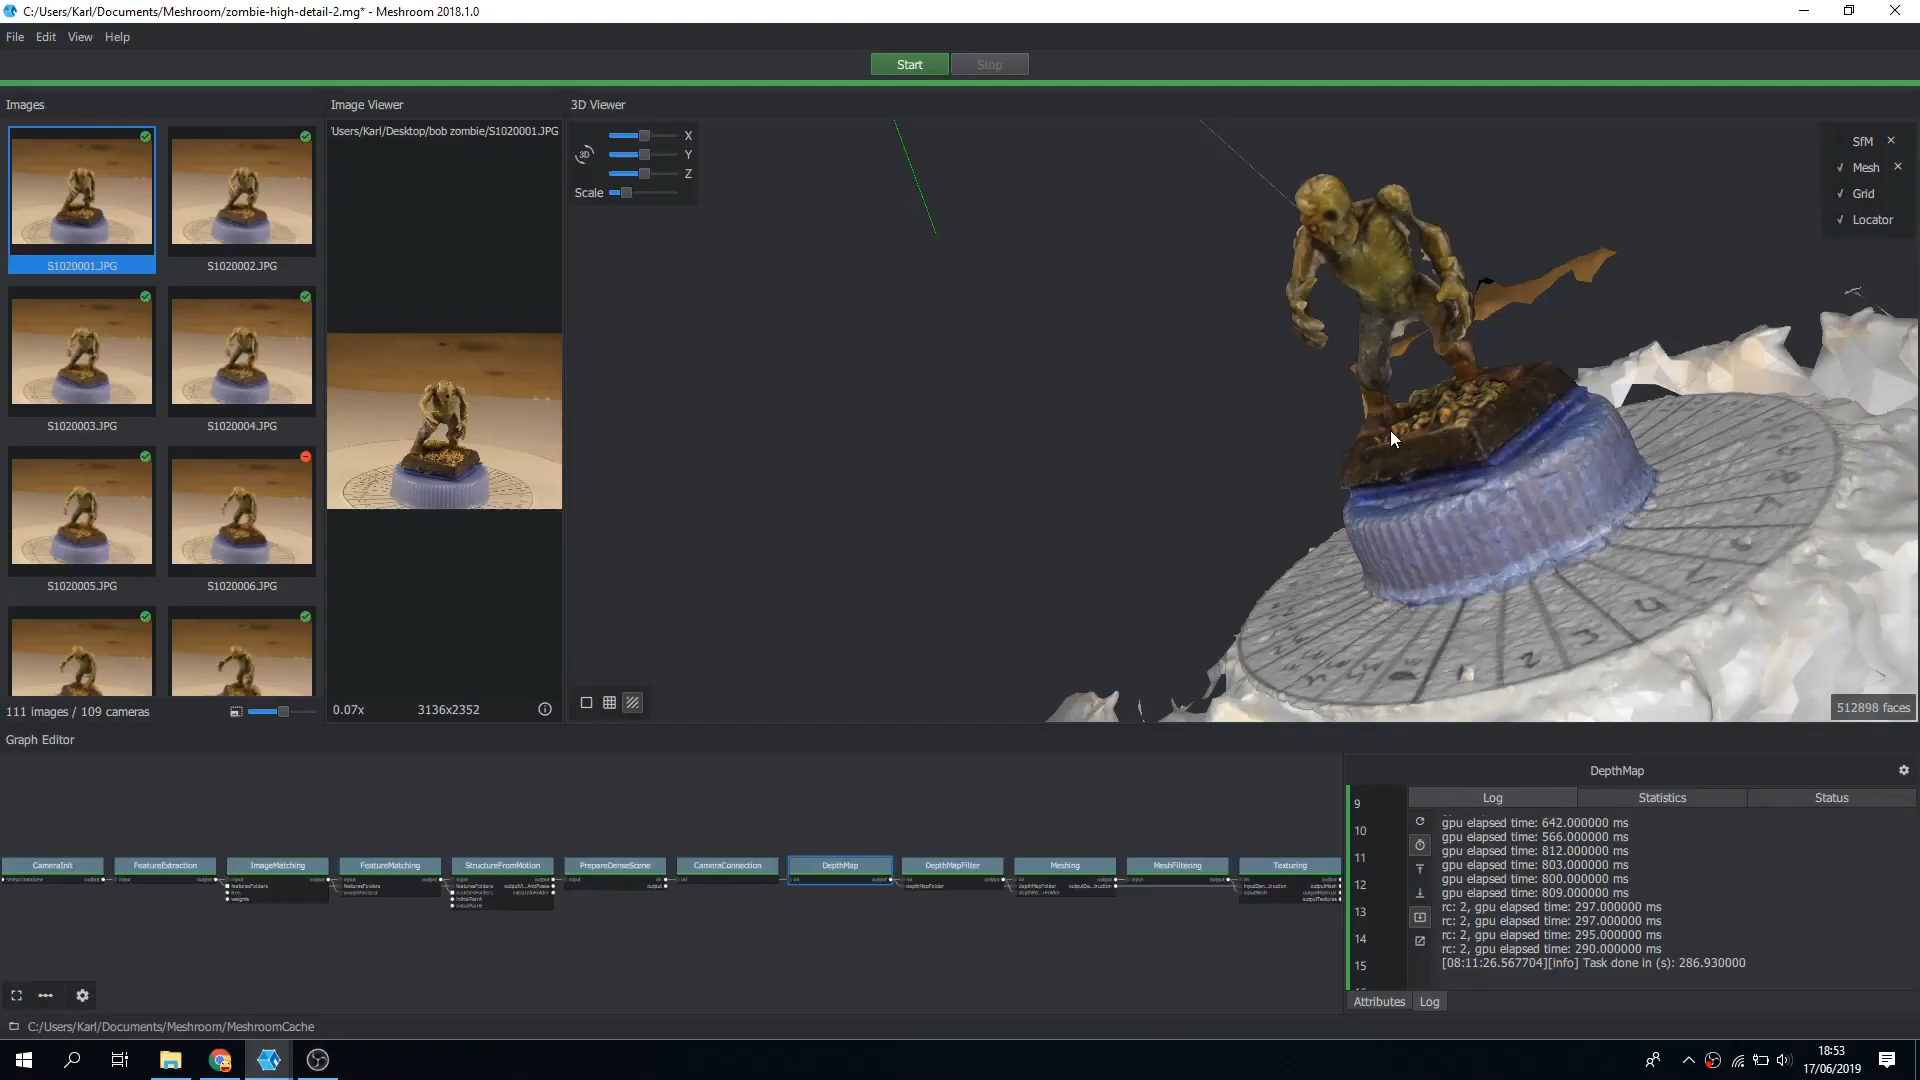 C:/Users/Karl/Documents/Meshroom/zombie-high-detail-2.mg* - Meshroom 2018.1.0
File Edit View Help
Start Stop
Images
Image Viewer
3D Viewer
'Users/Karl/Desktop/bob zombie/S1020001.JPG
X
Y
Z
Scale
SfM
Mesh
Grid
Locator
S1020001.JPG
S1020002.JPG
S1020003.JPG
S1020004.JPG
S1020005.JPG
S1020006.JPG
111 images / 109 cameras
0.07x
3136x2352
512898 faces
1 2 3 4
Graph Editor
CameraInit
FeatureExtraction
ImageMatching
FeatureMatching
StructureFromMotion
PrepareDenseScene
CameraConnection
DepthMap
DepthMapFilter
Meshing
MeshFiltering
Texturing
DepthMap
Log
Statistics
Status
9
10
11
12
13
14
15
gpu elapsed time: 642.000000 ms
gpu elapsed time: 566.000000 ms
gpu elapsed time: 812.000000 ms
gpu elapsed time: 803.000000 ms
gpu elapsed time: 800.000000 ms
gpu elapsed time: 809.000000 ms
rc: 2, gpu elapsed time: 297.000000 ms
rc: 2, gpu elapsed time: 297.000000 ms
rc: 2, gpu elapsed time: 295.000000 ms
rc: 2, gpu elapsed time: 290.000000 ms
[08:11:26.567704][info] Task done in (s): 286.930000
Attributes Log
C:/Users/Karl/Documents/Meshroom/MeshroomCache
18:53
17/06/2019